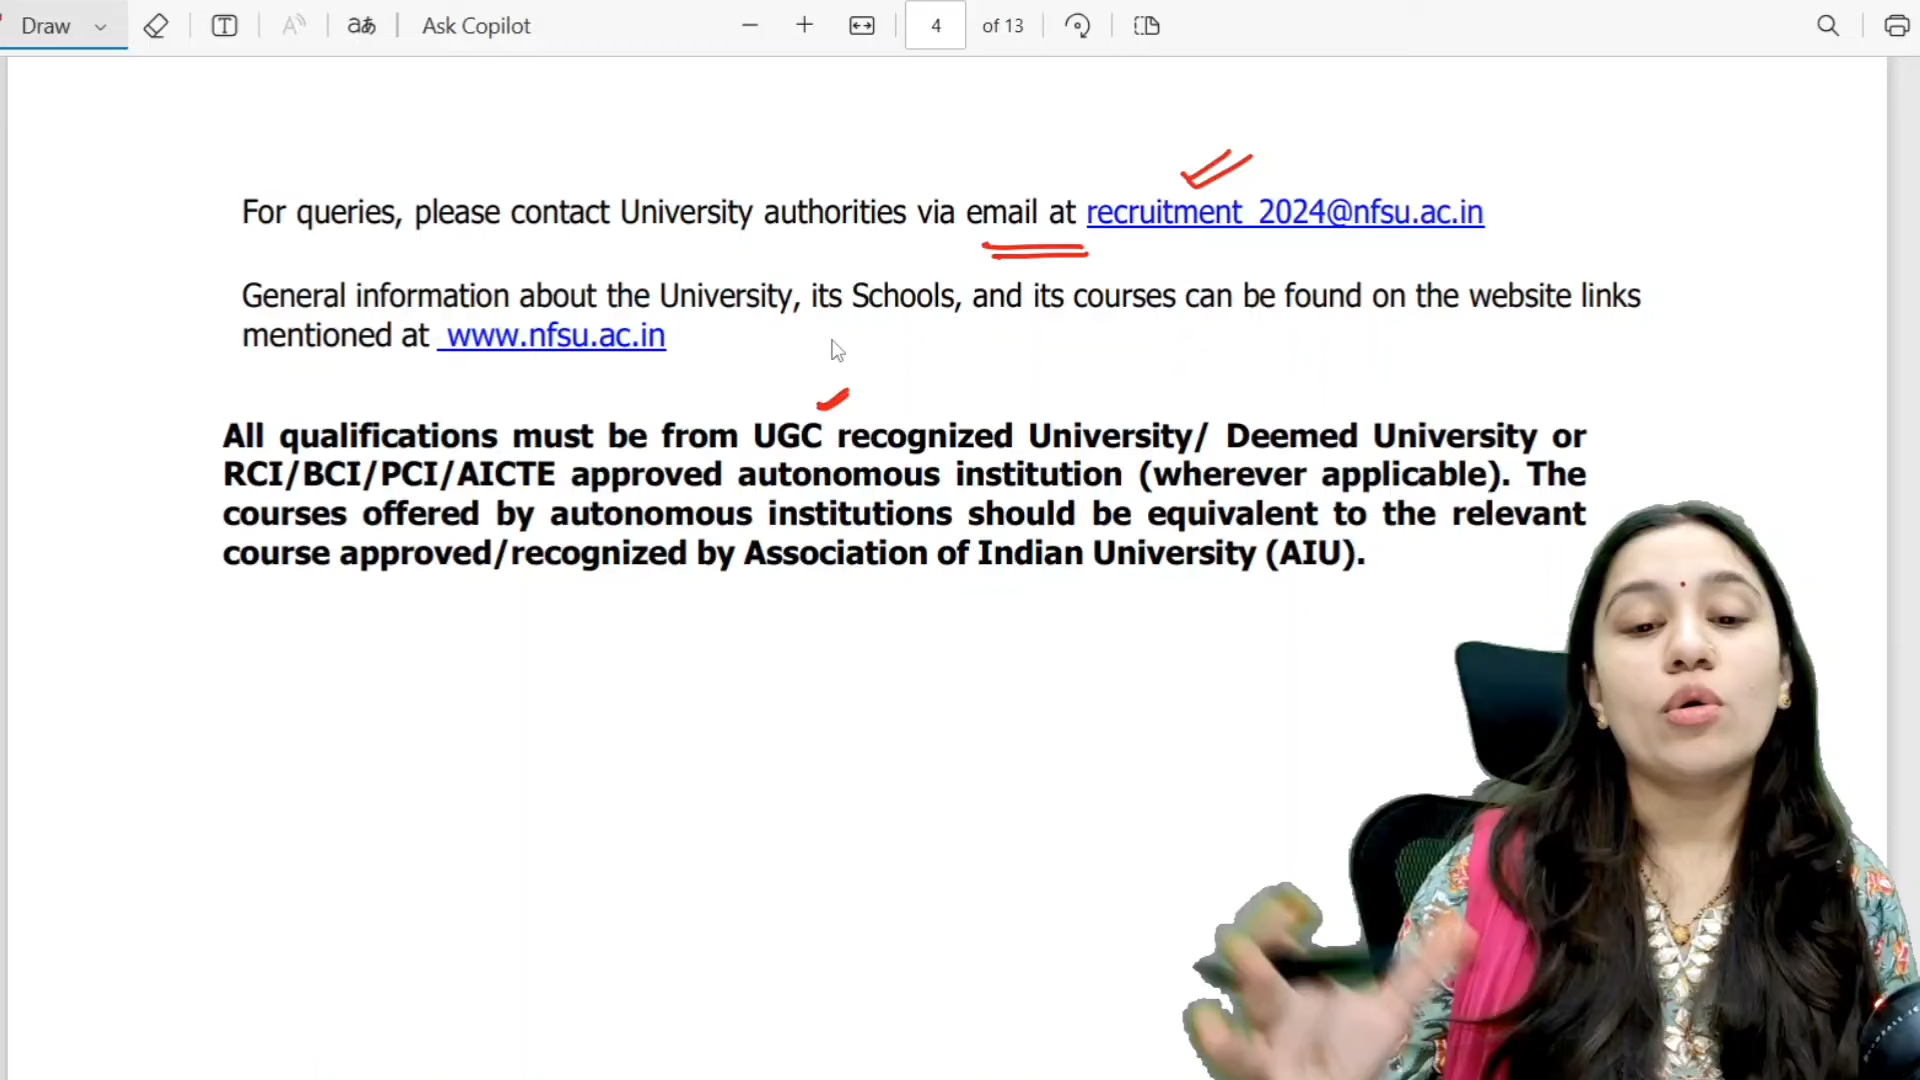 Draw
Ask Copilot
4 of 13
For queries, please contact University authorities via email at recruitment_2024@nfsu.ac.in
General information about the University, its Schools, and its courses can be found on the website links
mentioned at www.nfsu.ac.in
All qualifications must be from UGC recognized University/ Deemed University or
RCI/BCI/PCI/AICTE approved autonomous institution (wherever applicable). The
courses offered by autonomous institutions should be equivalent to the relevant
course approved/recognized by Association of Indian University (AIU).